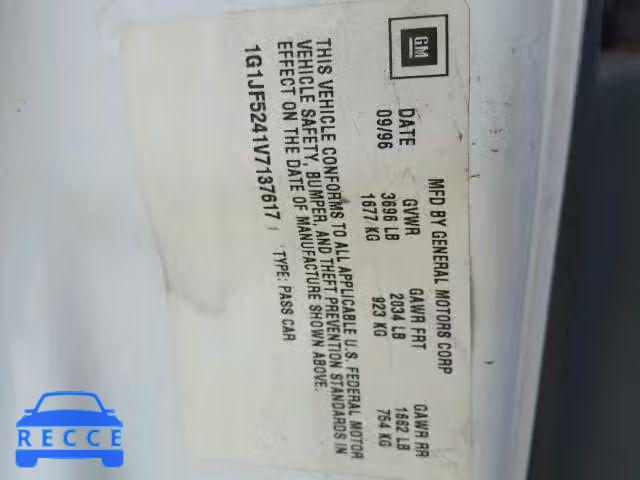 GM
MFD BY GENERAL MOTORS CORP
DATE GVWR GAWR FRT GAWR RR
09/96 3696 LB 2034 LB 1662 LB
1677 KG 923 KG 754 KG
THIS VEHICLE CONFORMS TO ALL APPLICABLE U.S. FEDERAL MOTOR
VEHICLE SAFETY, BUMPER, AND THEFT PREVENTION STANDARDS IN
EFFECT ON THE DATE OF MANUFACTURE SHOWN ABOVE.
1G1JF5241V7137617 TYPE: PASS CAR
RECCE